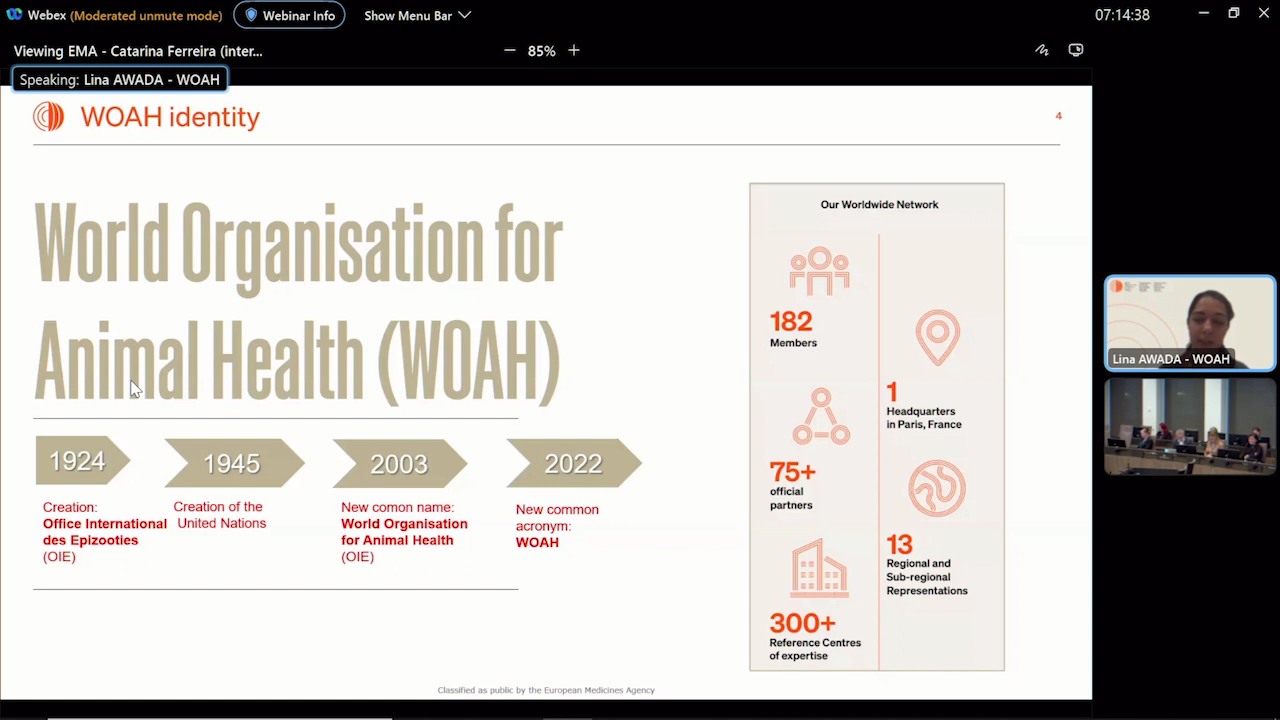 Webex (Moderated unmute mode) Webinar Info Show Menu Bar 07:14:38
Viewing EMA - Catarina Ferreira (inter... 85%
Speaking: Lina AWADA - WOAH
WOAH identity
4
World Organisation for
Animal Health (WOAH)
1924
Creation:
Office International
des Epizooties
(OIE)
1945
Creation of the
United Nations
2003
New comon name:
World Organisation
for Animal Health
(OIE)
2022
New common
acronym:
WOAH
Our Worldwide Network
182
Members
75+
official
partners
300+
Reference Centres
of expertise
1
Headquarters
in Paris, France
13
Regional and
Sub-regional
Representations
Classified as public by the European Medicines Agency
Lina AWADA - WOAH